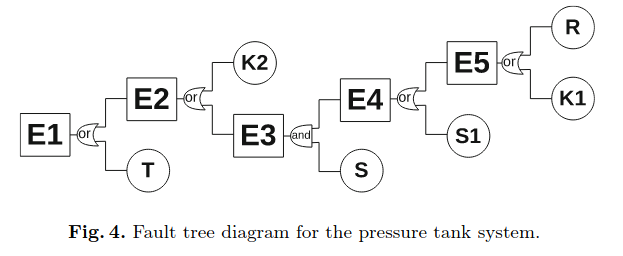 R
E5
or
K2
K1
E4
or
E2
or
S1
E3
and
E1
or
S
T
Fig. 4. Fault tree diagram for the pressure tank system.